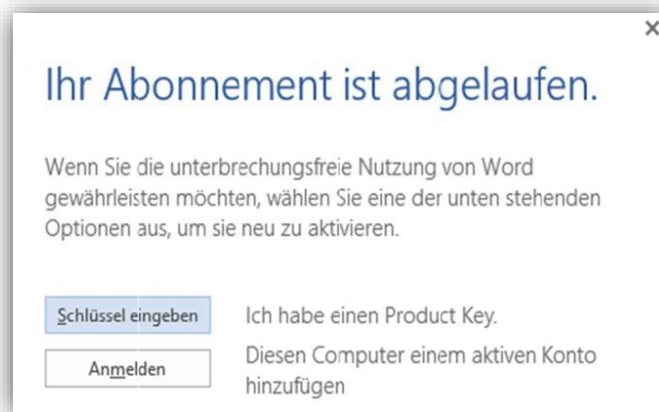 Ihr Abonnement ist abgelaufen.
Wenn Sie die unterbrechungsfreie Nutzung von Word
gewährleisten möchten, wählen Sie eine der unten stehenden
Optionen aus, um sie neu zu aktivieren.
Schlüssel eingeben
Ich habe einen Product Key.
Anmelden
Diesen Computer einem aktiven Konto
hinzufügen